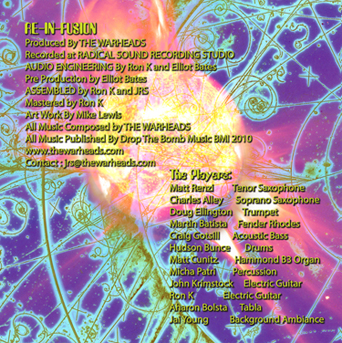 RE-IN-FUSION
Produced By THE WARHEADS
Recorded at RADICAL SOUND RECORDING STUDIO
AUDIO ENGINEERING By Ron K and Elliot Bates
Pre Production by Elliot Bates
ASSEMBLED by Ron K and JRS
Mastered by Ron K
Art Work By Mike Lewis
All Music Composed by THE WARHEADS
All Music Published By Drop The Bomb Music BMI 2010
www.thewarheads.com
Contact : jrs@thewarheads.com
The Players:
Matt Renzi Tenor Saxophone
Charles Alley Soprano Saxophone
Doug Ellington Trumpet
Martin Batista Fender Rhodes
Craig Gotsill Acoustic Bass
Hutson Bunce Drums
Matt Cunitz Hammond B3 Organ
Micha Patri Percussion
John Krimstock Electric Guitar
Ron K Electric Guitar
Aharon Bolsta Tabla
Jai Young Background Ambiance